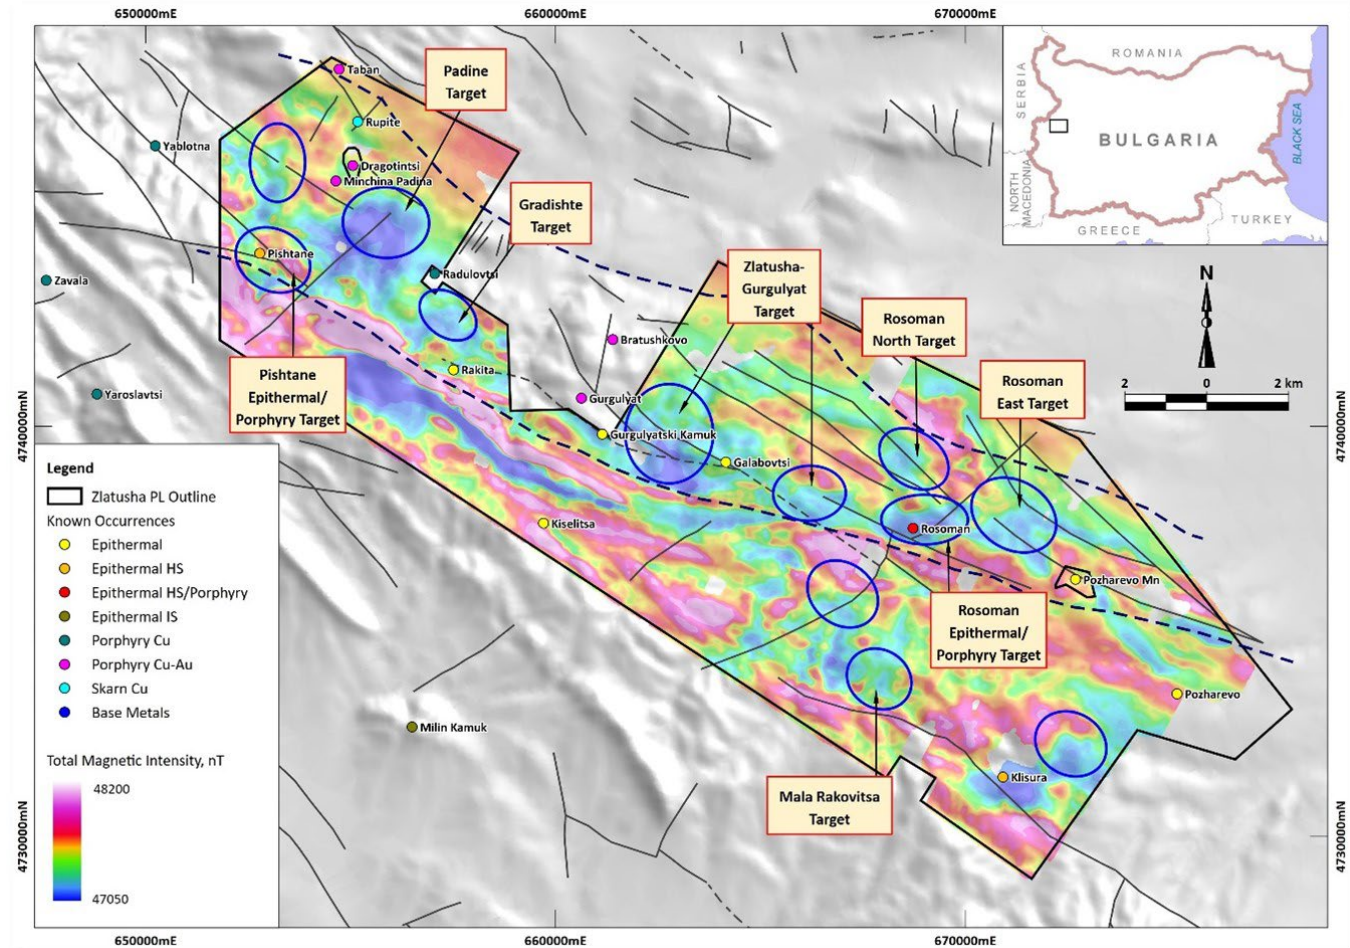 650000mE
660000mE
670000mE
Taban
Padine
Target
Rupite
Yablotna
Dragotintsi
Minchina Padina
Gradishte
Target
Pishtane
Radulovtsi
Zavala
Zlatusha-
Gurgulyat
Target
Rosoman
North Target
Rosoman
East Target
Bratushkovo
Rakita
Pishtane
Epithermal/
Porphyry Target
Yaroslavtsi
Gurgulyat
Gurgulyatski Kamuk
Galabovtsi
Kiselitsa
Rosoman
Pozharevo Mn
Rosoman
Epithermal/
Porphyry Target
Pozharevo
Milin Kamuk
Klisura
Mala Rakovitsa
Target
ROMANIA
SERBIA
BULGARIA
BLACK SEA
NORTH
MACEDONIA
GREECE
TURKEY
N
2 0 2 km
4740000mN
4740000mN
4730000mN
4730000mN
Legend
Zlatusha PL Outline
Known Occurrences
Epithermal
Epithermal HS
Epithermal HS/Porphyry
Epithermal IS
Porphyry Cu
Porphyry Cu-Au
Skarn Cu
Base Metals
Total Magnetic Intensity, nT
48200
47050
650000mE
660000mE
670000mE